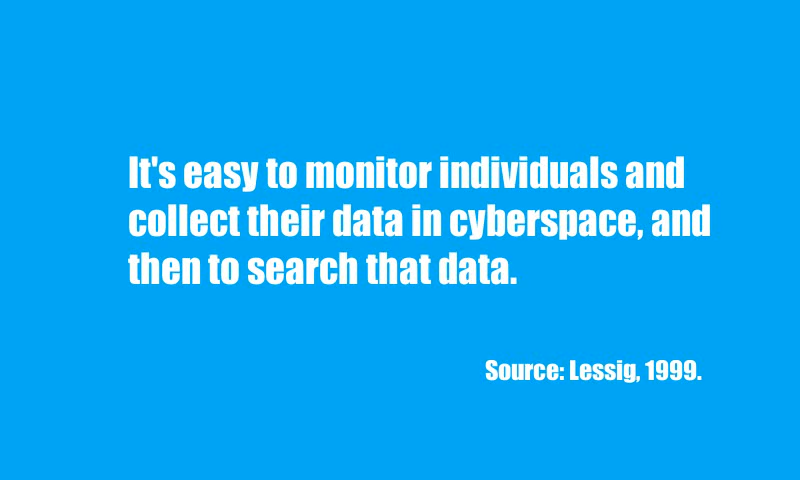 It's easy to monitor individuals and
collect their data in cyberspace, and
then to search that data.
Source: Lessig, 1999.